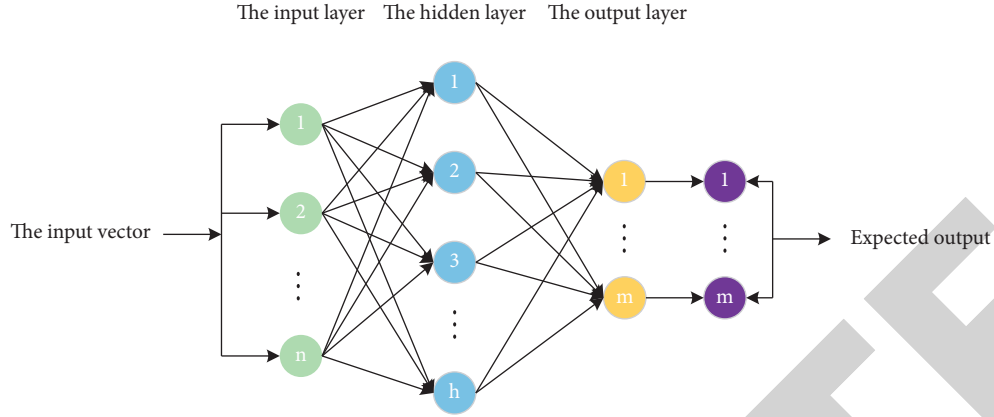 The input layer
The hidden layer
The output layer
The input vector
1
2
n
1
2
3
h
1
m
1
m
Expected output